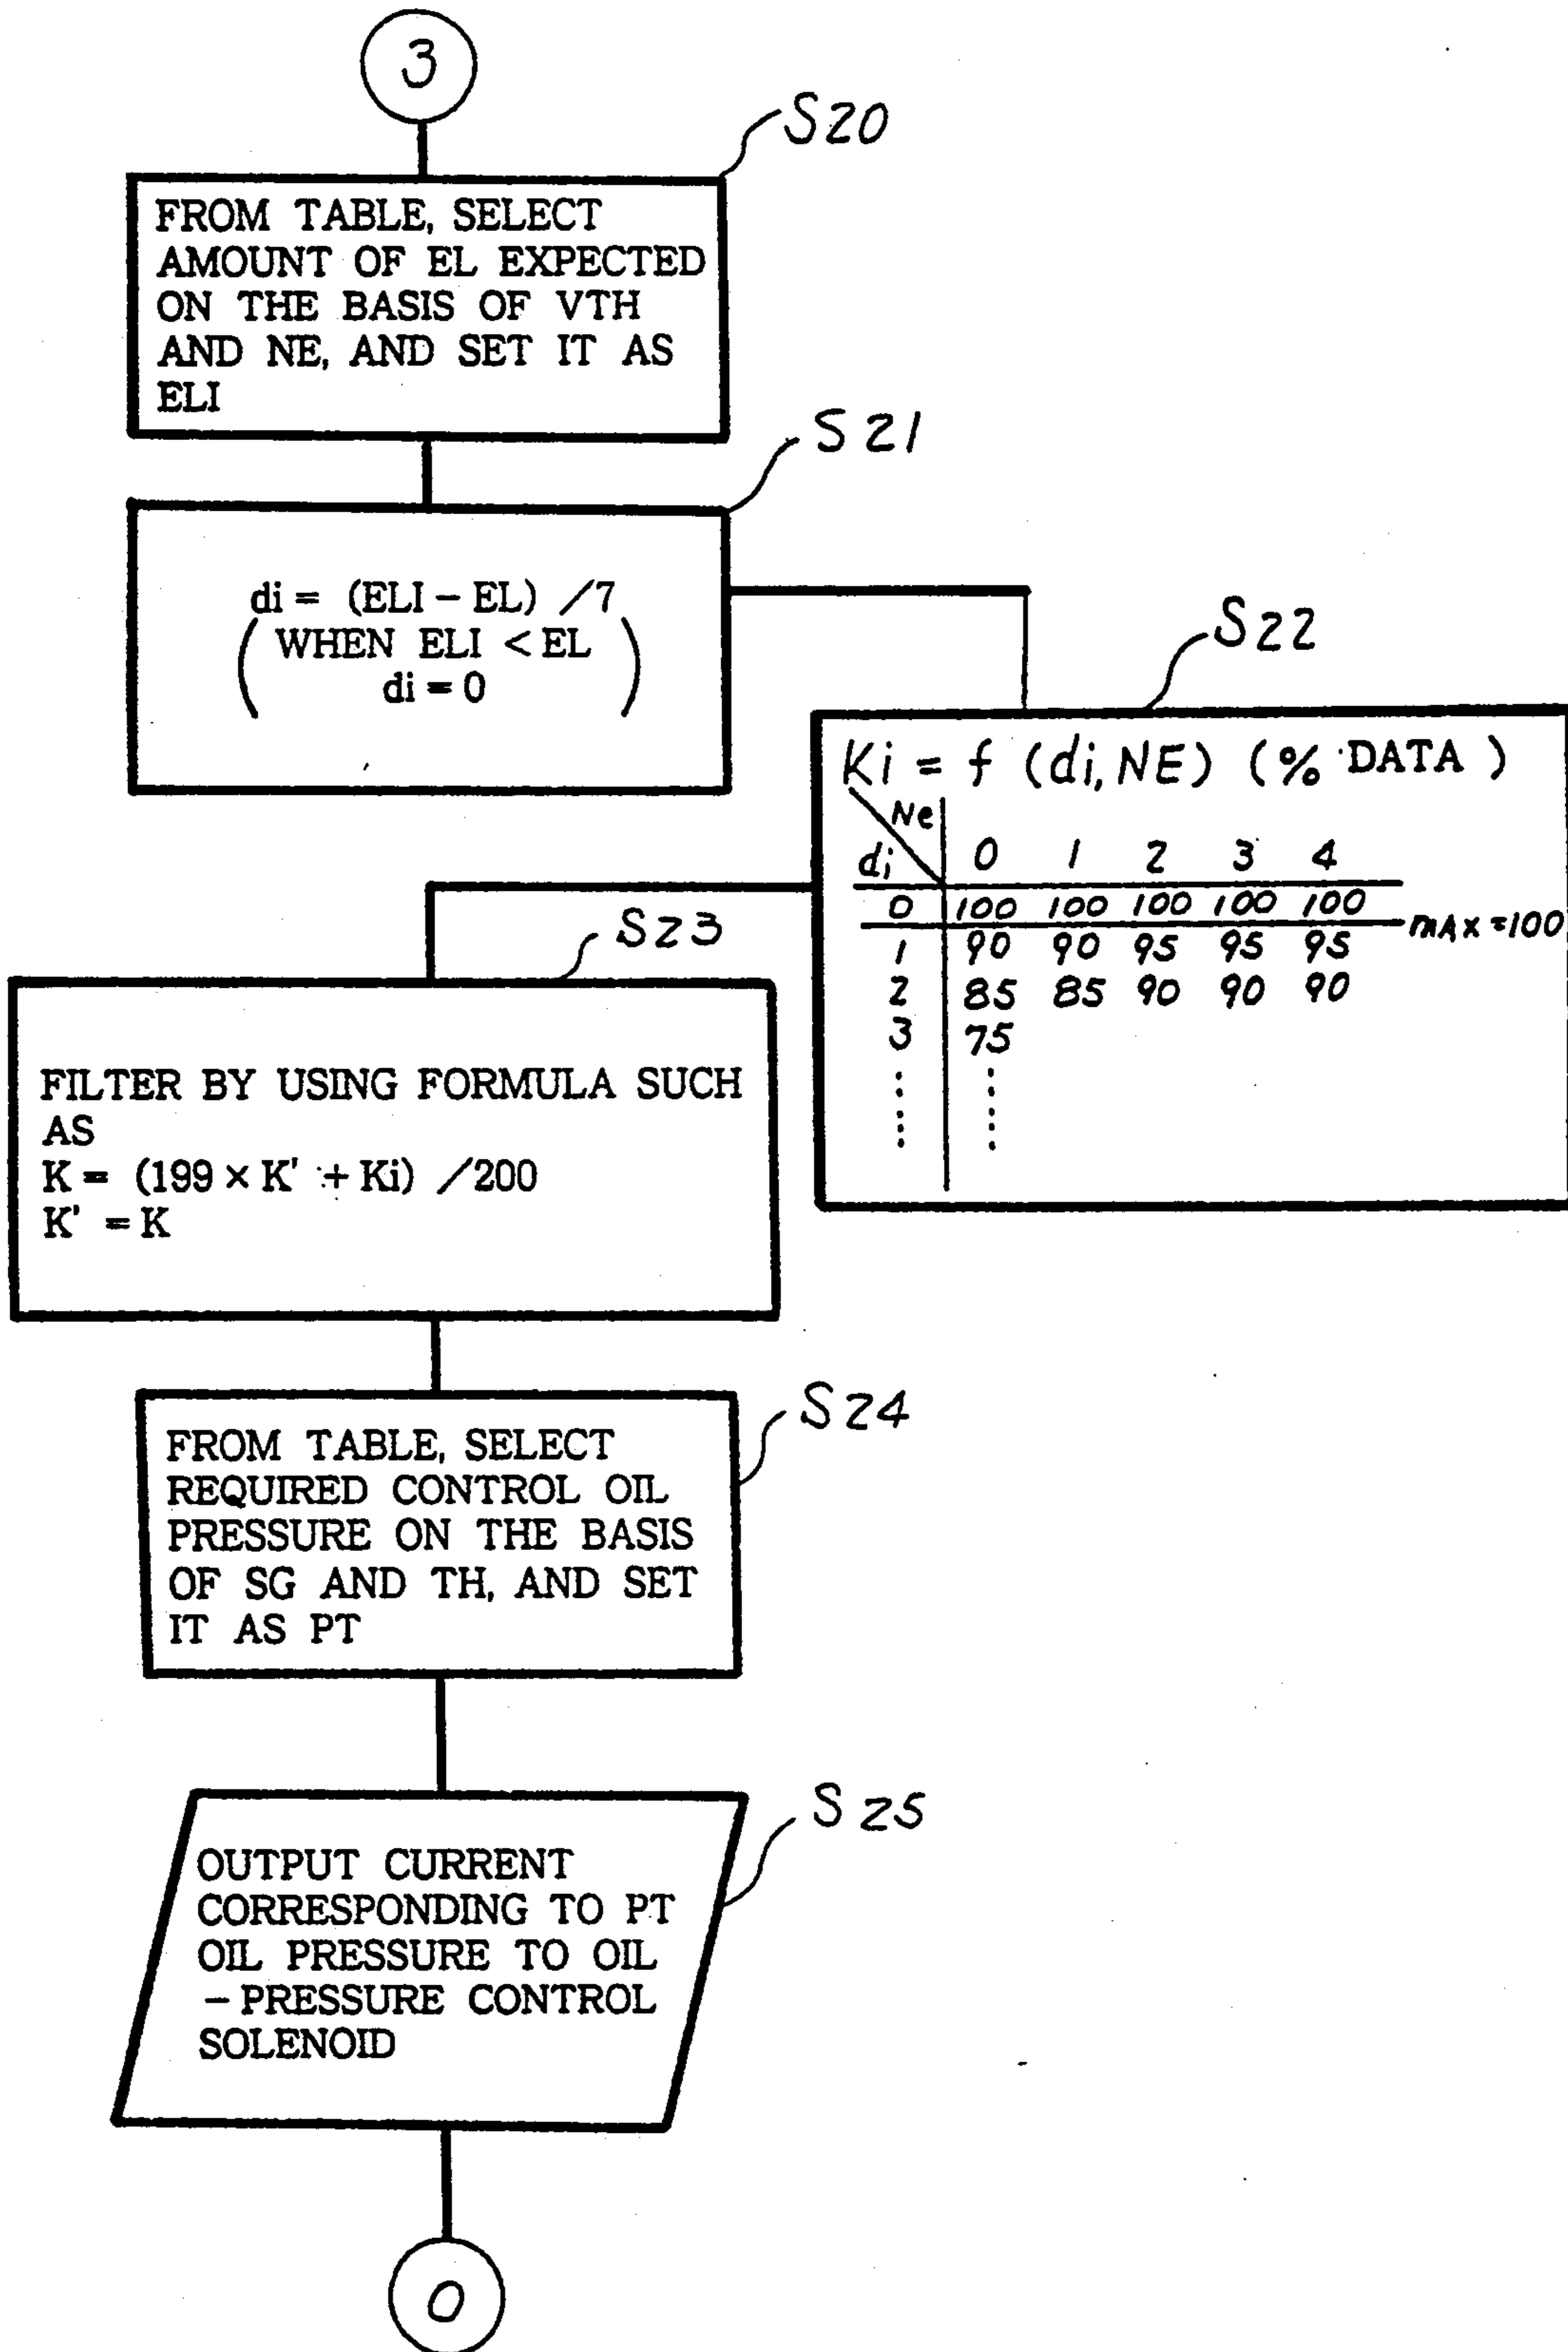 3
S20
FROM TABLE, SELECT
AMOUNT OF EL EXPECTED
ON THE BASIS OF VTH
AND NE, AND SET IT AS
ELI
S21
di = (ELI − EL) /7
( WHEN ELI < EL
di = 0 )
S22
Ki = f (di, NE) (% DATA )
Ne
di 0 1 2 3 4
0 100 100 100 100 100
mAx =100
1 90 90 95 95 95
2 85 85 90 90 90
3 75
S23
FILTER BY USING FORMULA SUCH
AS
K = (199 × K' + Ki) /200
K' = K
S24
FROM TABLE, SELECT
REQUIRED CONTROL OIL
PRESSURE ON THE BASIS
OF SG AND TH, AND SET
IT AS PT
S25
OUTPUT CURRENT
CORRESPONDING TO PT
OIL PRESSURE TO OIL
−PRESSURE CONTROL
SOLENOID
0